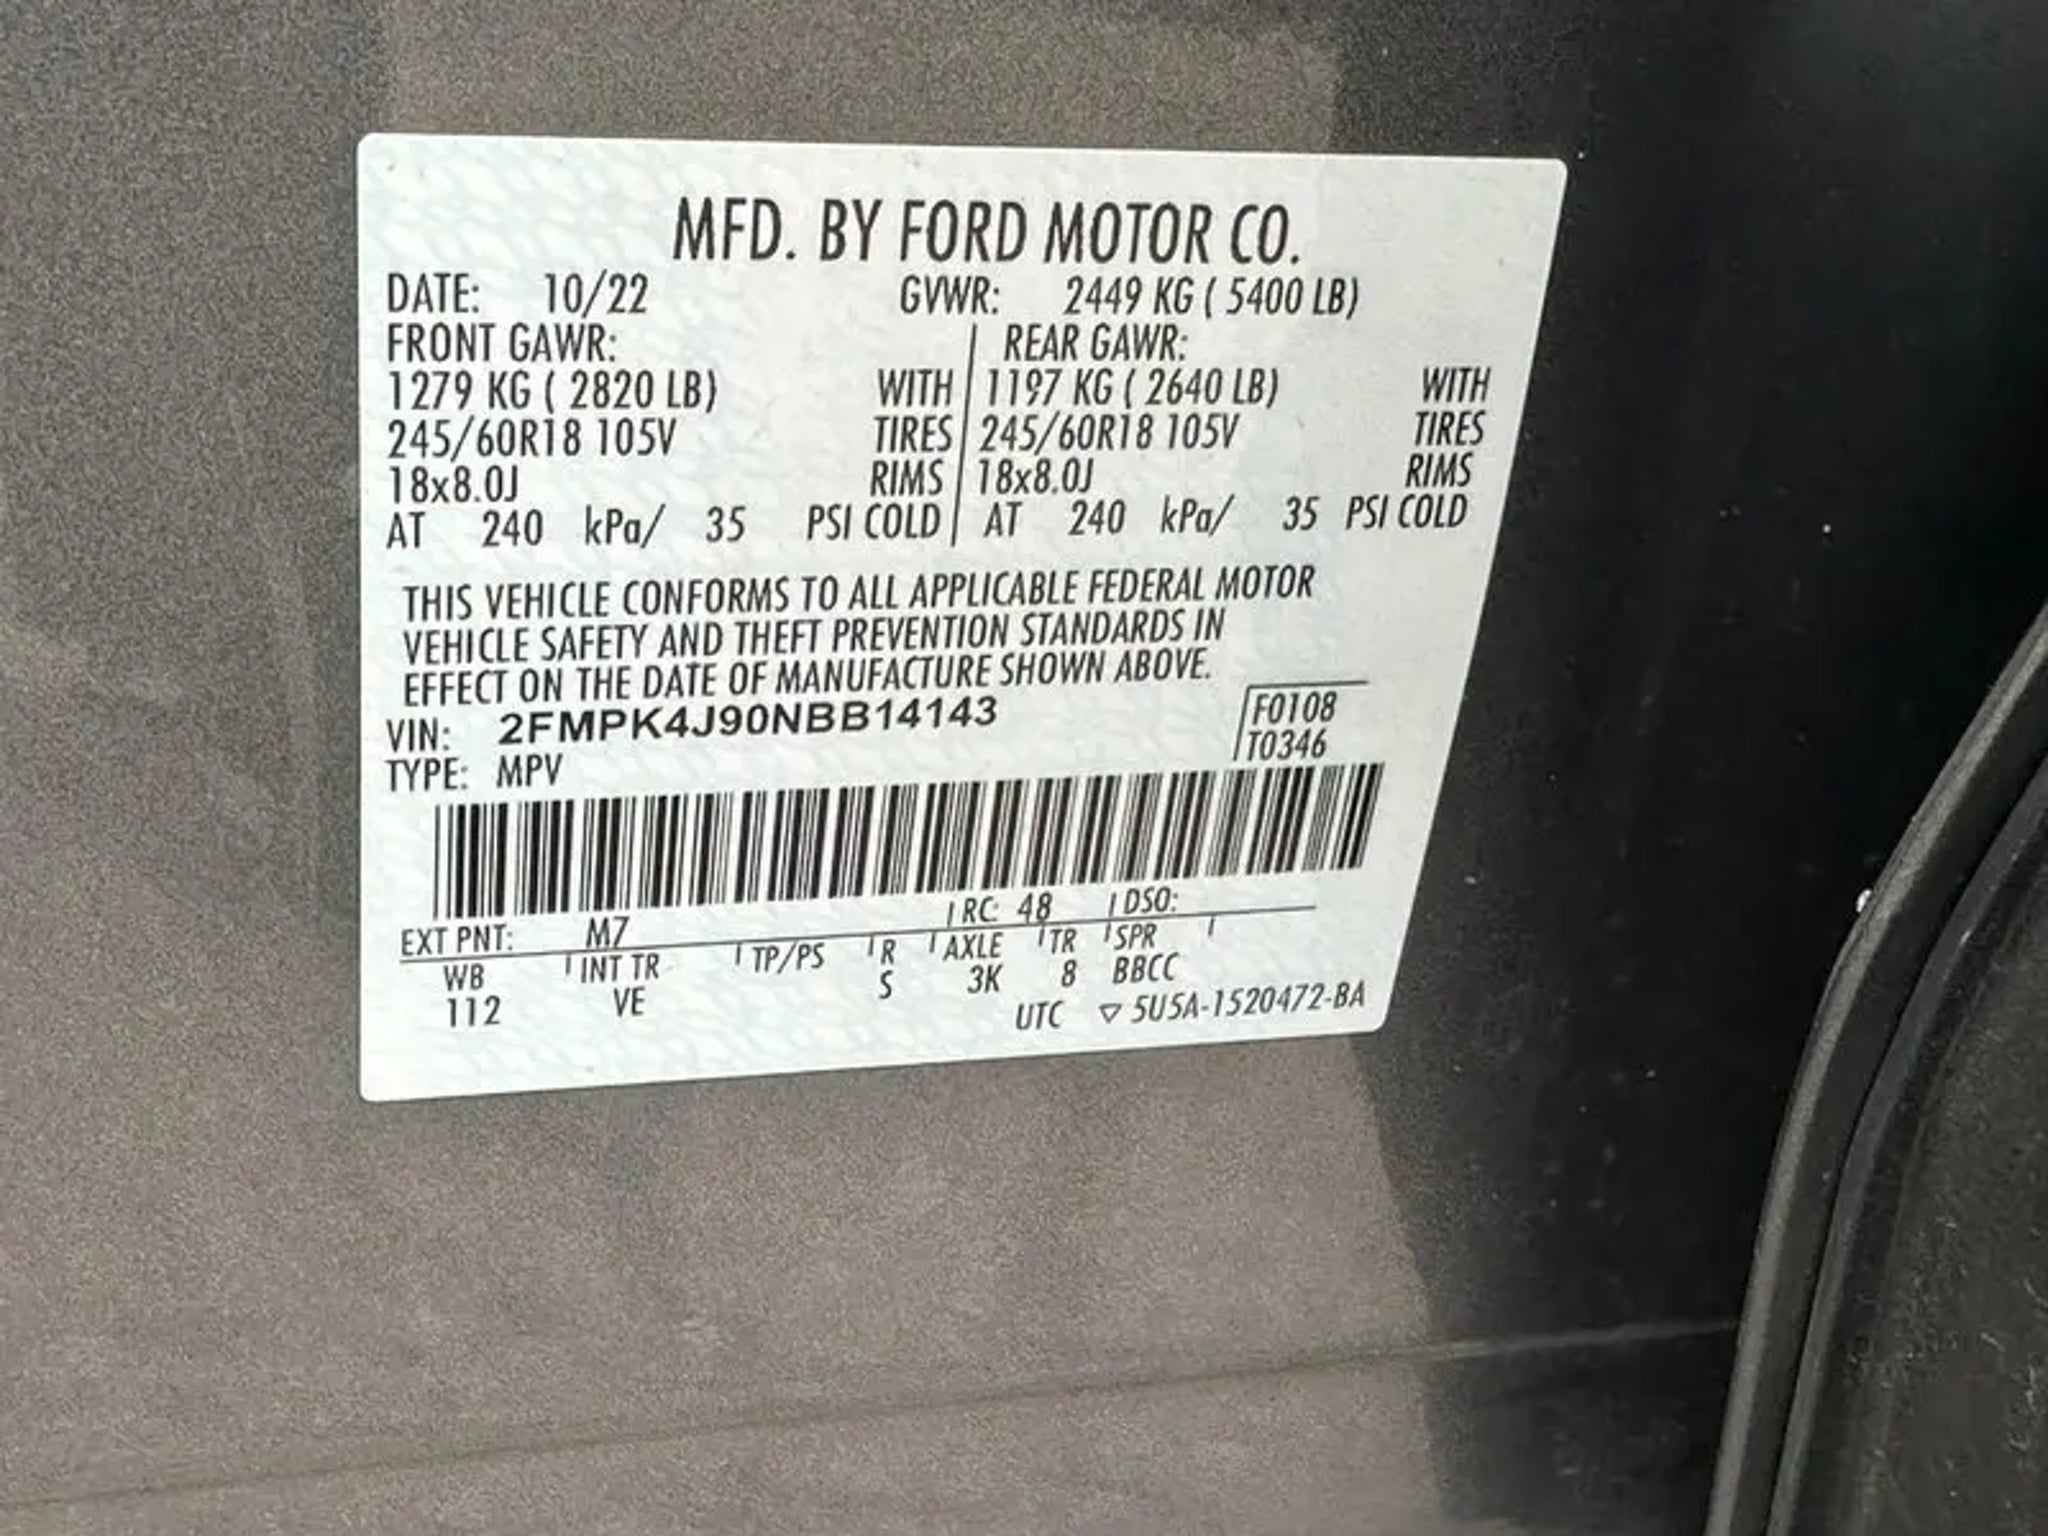 MFD. BY FORD MOTOR CO.
DATE: 10/22 GVWR: 2449 KG ( 5400 LB)
FRONT GAWR: REAR GAWR:
1279 KG ( 2820 LB) WITH 1197 KG ( 2640 LB) WITH
245/60R18 105V TIRES 245/60R18 105V TIRES
18x8.0J RIMS 18x8.0J RIMS
AT 240 kPa/ 35 PSI COLD AT 240 kPa/ 35 PSI COLD
THIS VEHICLE CONFORMS TO ALL APPLICABLE FEDERAL MOTOR
VEHICLE SAFETY AND THEFT PREVENTION STANDARDS IN
EFFECT ON THE DATE OF MANUFACTURE SHOWN ABOVE.
VIN: 2FMPK4J90NBB14143 F0108
TYPE: MPV T0346
EXT PNT: M7 RC: 48 DSO:
WB INT TR TP/PS R AXLE TR SPR
112 VE S 3K 8 BBCC
UTC ▽ 5U5A-1520472-BA